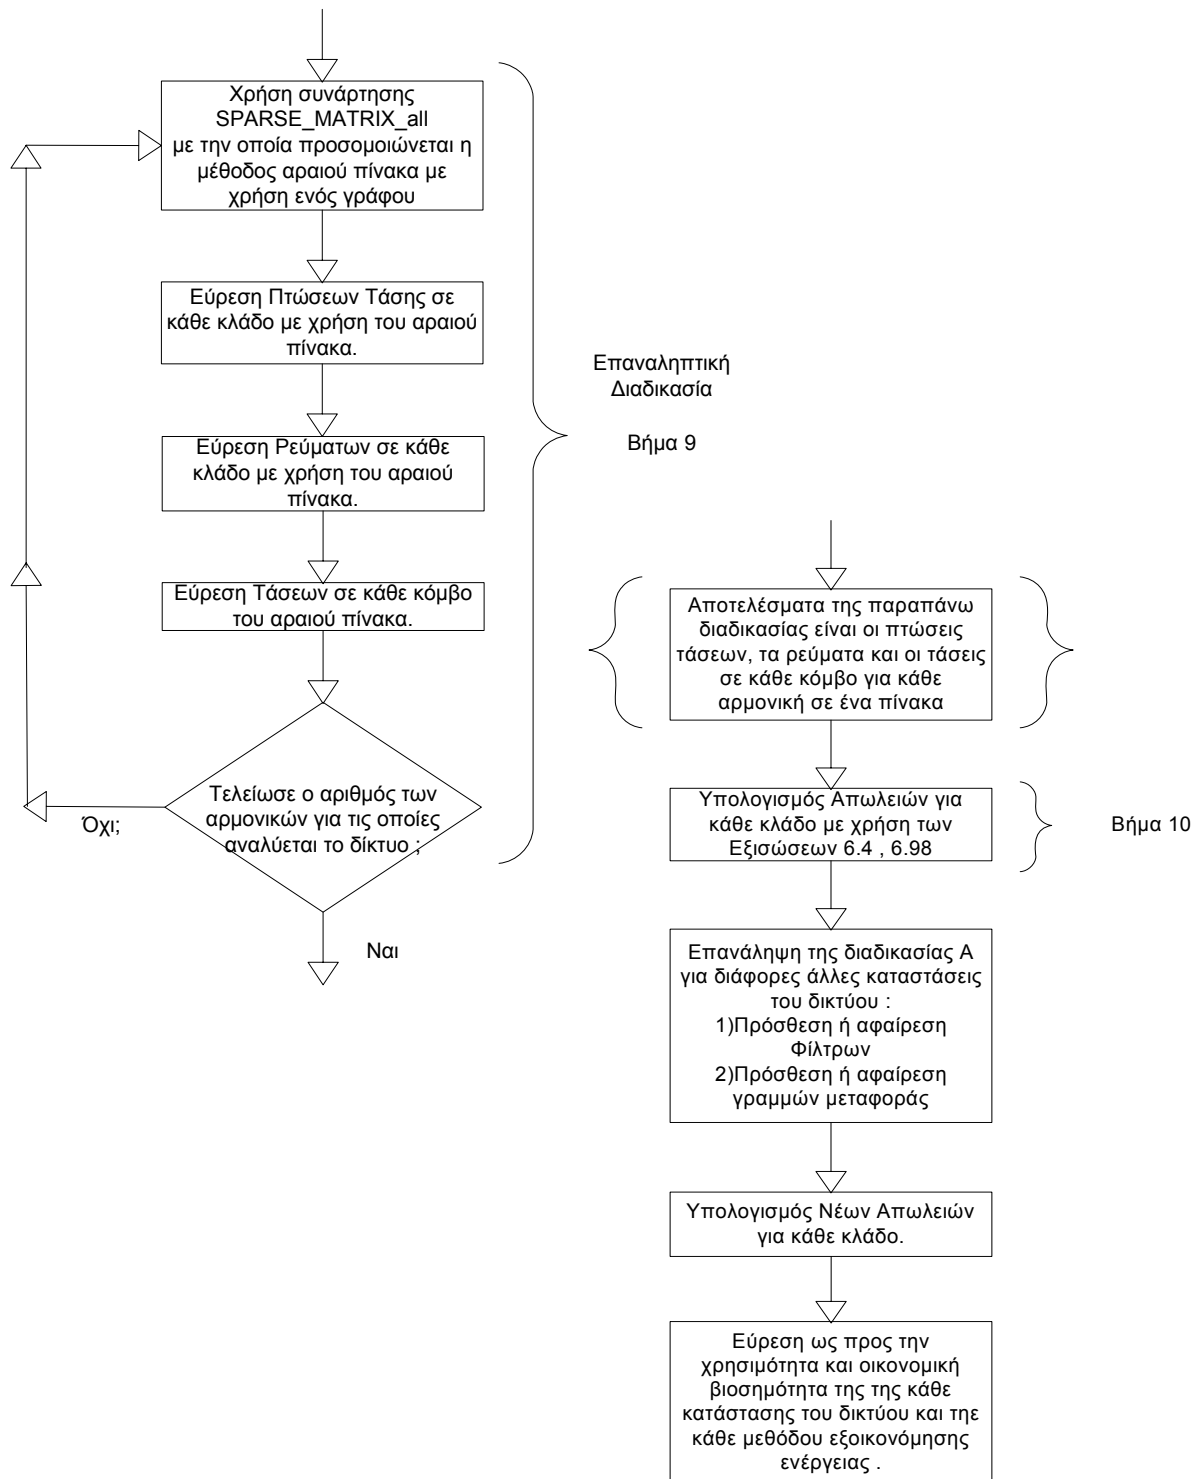 Χρήση συνάρτησης
SPARSE_MATRIX_all
με την οποία προσομοιώνεται η
μέθοδος αραιού πίνακα με
χρήση ενός γράφου
Εύρεση Πτώσεων Τάσης σε
κάθε κλάδο με χρήση του αραιού
πίνακα.
Εύρεση Ρεύματων σε κάθε
κλάδο με χρήση του αραιού
πίνακα.
Εύρεση Τάσεων σε κάθε κόμβο
του αραιού πίνακα.
Τελείωσε ο αριθμός των
αρμονικών για τις οποίες
αναλύεται το δίκτυο ;
Όχι;
Ναι
Επαναληπτική
Διαδικασία
Βήμα 9
Αποτελέσματα της παραπάνω
διαδικασίας είναι οι πτώσεις
τάσεων, τα ρεύματα και οι τάσεις
σε κάθε κόμβο για κάθε
αρμονική σε ένα πίνακα
Υπολογισμός Απωλειών για
κάθε κλάδο με χρήση των
Εξισώσεων 6.4 , 6.98
Βήμα 10
Επανάληψη της διαδικασίας Α
για διάφορες άλλες καταστάσεις
του δικτύου :
1)Πρόσθεση ή αφαίρεση
Φίλτρων
2)Πρόσθεση ή αφαίρεση
γραμμών μεταφοράς
Υπολογισμός Νέων Απωλειών
για κάθε κλάδο.
Εύρεση ως προς την
χρησιμότητα και οικονομική
βιοσημότητα της της κάθε
κατάστασης του δικτύου και τηε
κάθε μεθόδου εξοικονόμησης
ενέργειας .